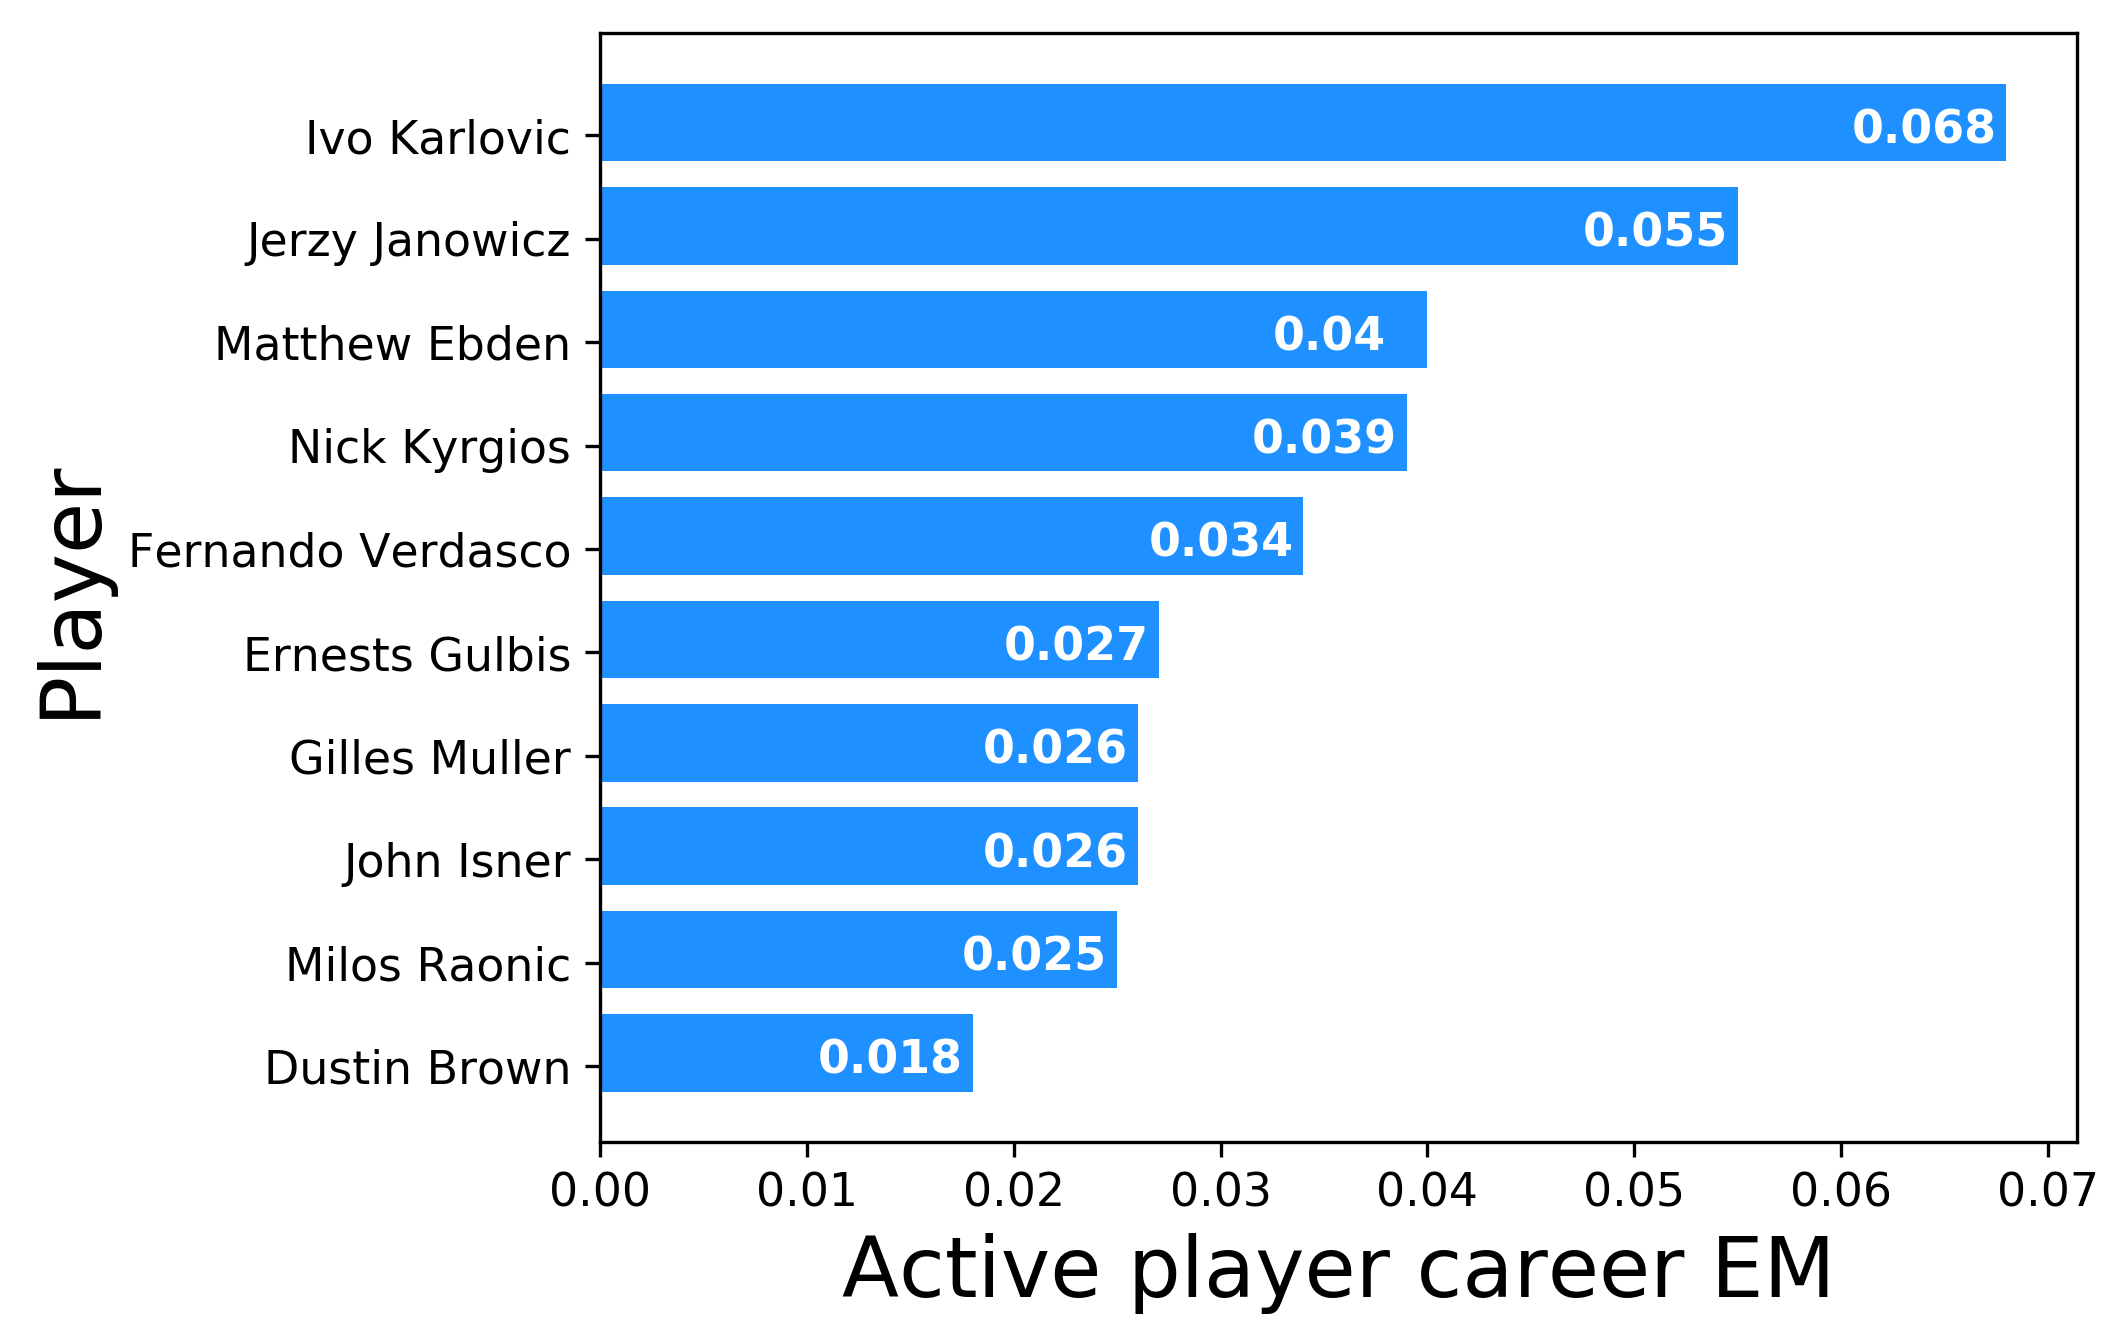 Player
Ivo Karlovic 0.068
Jerzy Janowicz 0.055
Matthew Ebden 0.04
Nick Kyrgios 0.039
Fernando Verdasco 0.034
Ernests Gulbis 0.027
Gilles Muller 0.026
John Isner 0.026
Milos Raonic 0.025
Dustin Brown 0.018
0.00 0.01 0.02 0.03 0.04 0.05 0.06 0.07
Active player career EM